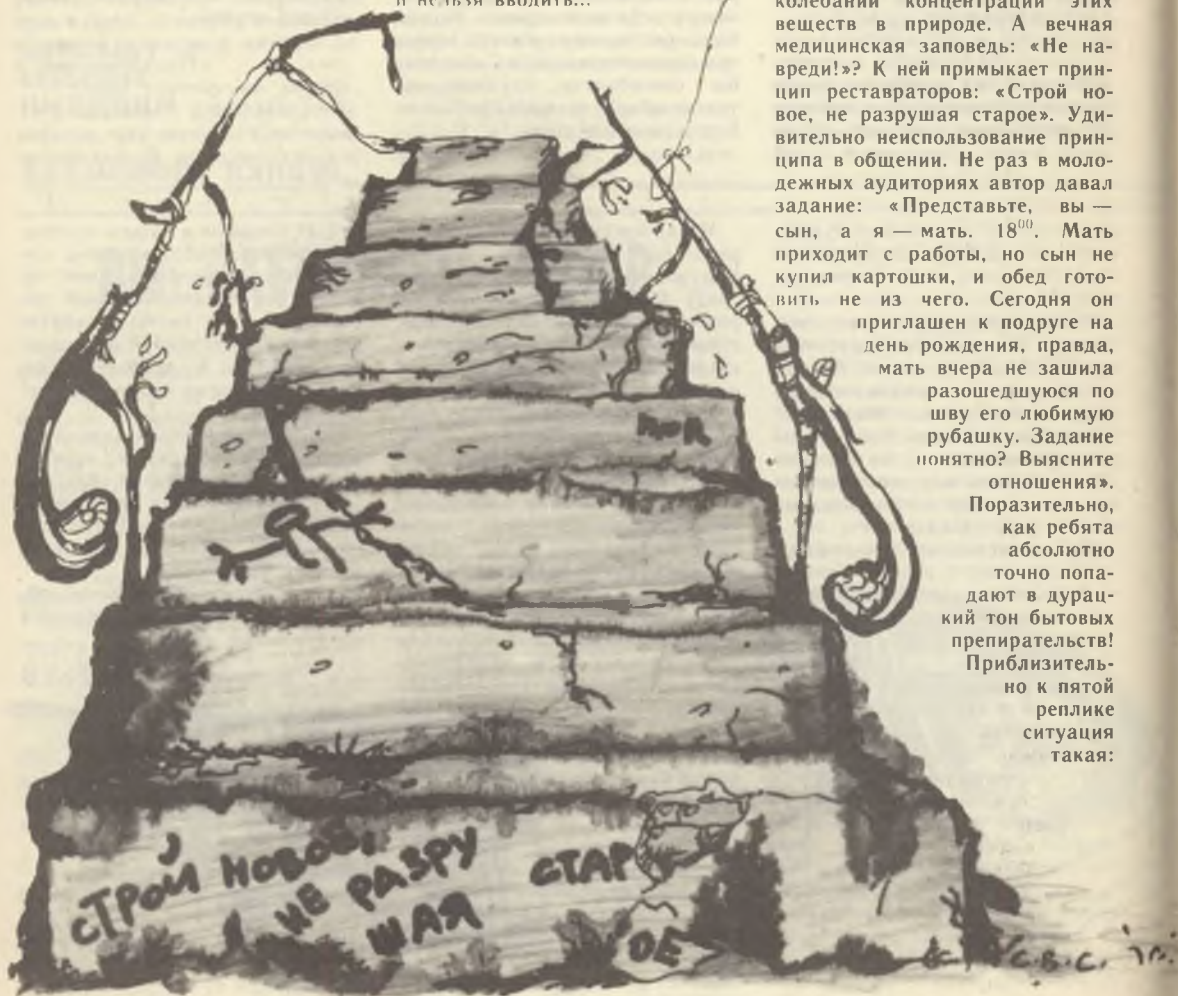 и нельзя вводить...
колебаний концентрации этих
веществ в природе. А вечная
медицинская заповедь: «Не на-
вреди!»? К ней примыкает прин-
цип реставраторов: «Строй но-
вое, не разрушая старое». Уди-
вительно неиспользование прин-
ципа в общении. Не раз в моло-
дежных аудиториях автор давал
задание: «Представьте, вы —
сын, а я — мать. 18⁰⁰. Мать
приходит с работы, но сын не
купил картошки, и обед гото-
вить не из чего. Сегодня он
приглашен к подруге на
день рождения, правда,
мать вчера не зашила
разошедшуюся по
шву его любимую
рубашку. Задание
понятно? Выясните
отношения».
Поразительно,
как ребята
абсолютно
точно попа-
дают в дурац-
кий тон бытовых
препирательств!
Приблизитель-
но к пятой
реплике
ситуация
такая:
СТРОЙ НОВОЕ,
НЕ РАЗРУ
ШАЯ
СТАР
ОЕ
С.В.С.